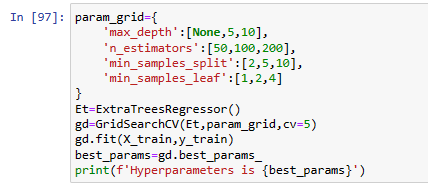 In [97]: param_grid={
    'max_depth':[None,5,10],
    'n_estimators':[50,100,200],
    'min_samples_split':[2,5,10],
    'min_samples_leaf':[1,2,4]
}
Et=ExtraTreesRegressor()
gd=GridSearchCV(Et,param_grid,cv=5)
gd.fit(X_train,y_train)
best_params=gd.best_params_
print(f'Hyperparameters is {best_params}')